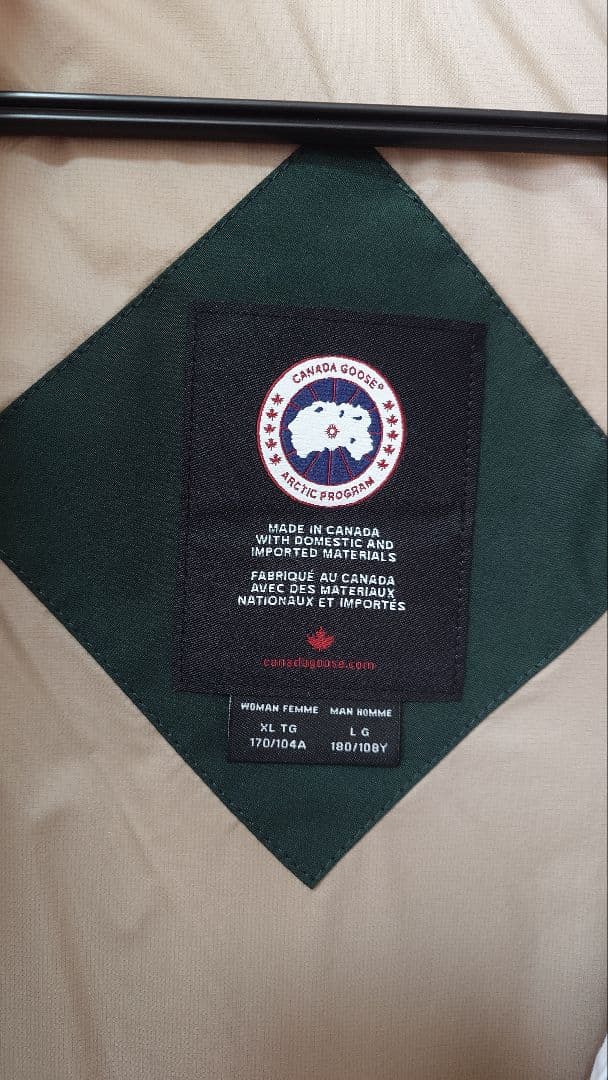 CANADA GOOSE®
ARCTIC PROGRAM
MADE IN CANADA
WITH DOMESTIC AND
IMPORTED MATERIALS
FABRIQUÉ AU CANADA
AVEC DES MATERIAUX
NATIONAUX ET IMPORTÉS
canadagoose.com
WOMAN FEMME MAN HOMME
XL TG L G
170/104A 180/108Y